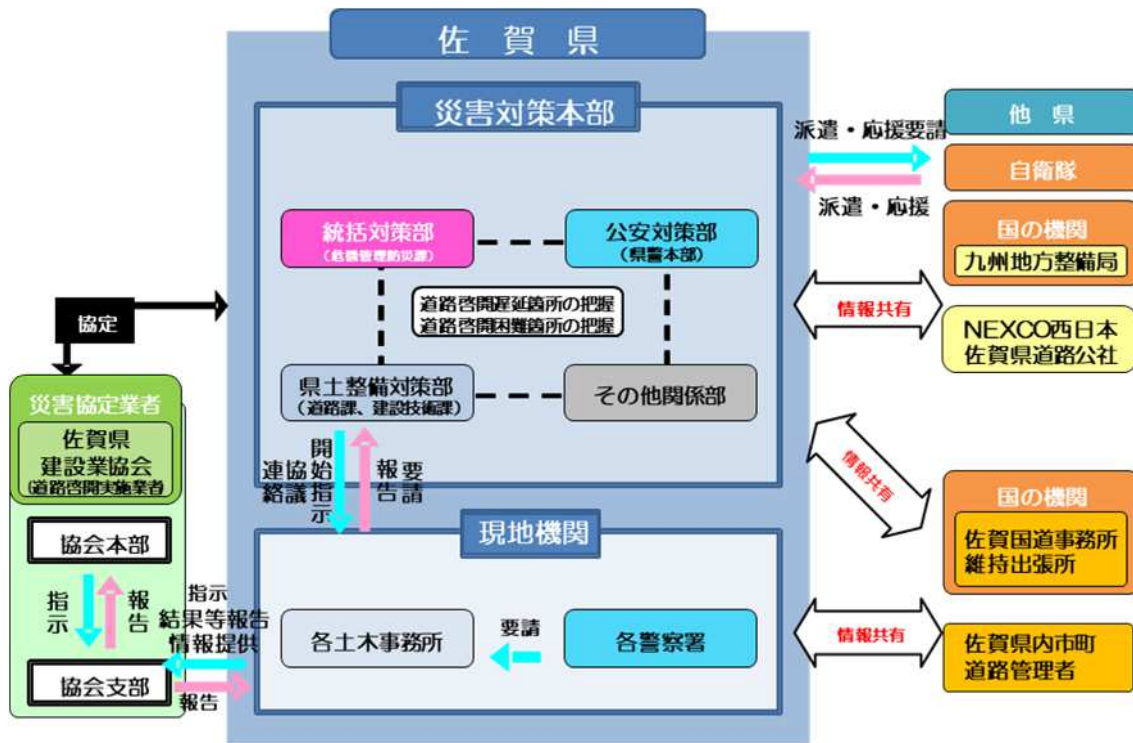 佐 賀 県
災害対策本部
統括対策部
(危機管理防災課)
公安対策部
(県警本部)
道路啓開遅延箇所の把握
道路啓開困難箇所の把握
県土整備対策部
(道路課、建設技術課)
その他関係部
開始指示
協議
連絡
報告
要請
現地機関
各土木事務所
要請
各警察署
協定
災害協定業者
佐賀県
建設業協会
(道路啓開実施業者
協会本部
指示
報告
協会支部
指示
結果等報告
情報提供
報告
派遣・応援要請
派遣・応援
他 県
自衛隊
国の機関
九州地方整備局
情報共有
NEXCO西日本
佐賀県道路公社
情報共有
国の機関
佐賀国道事務所
維持出張所
情報共有
佐賀県内市町
道路管理者